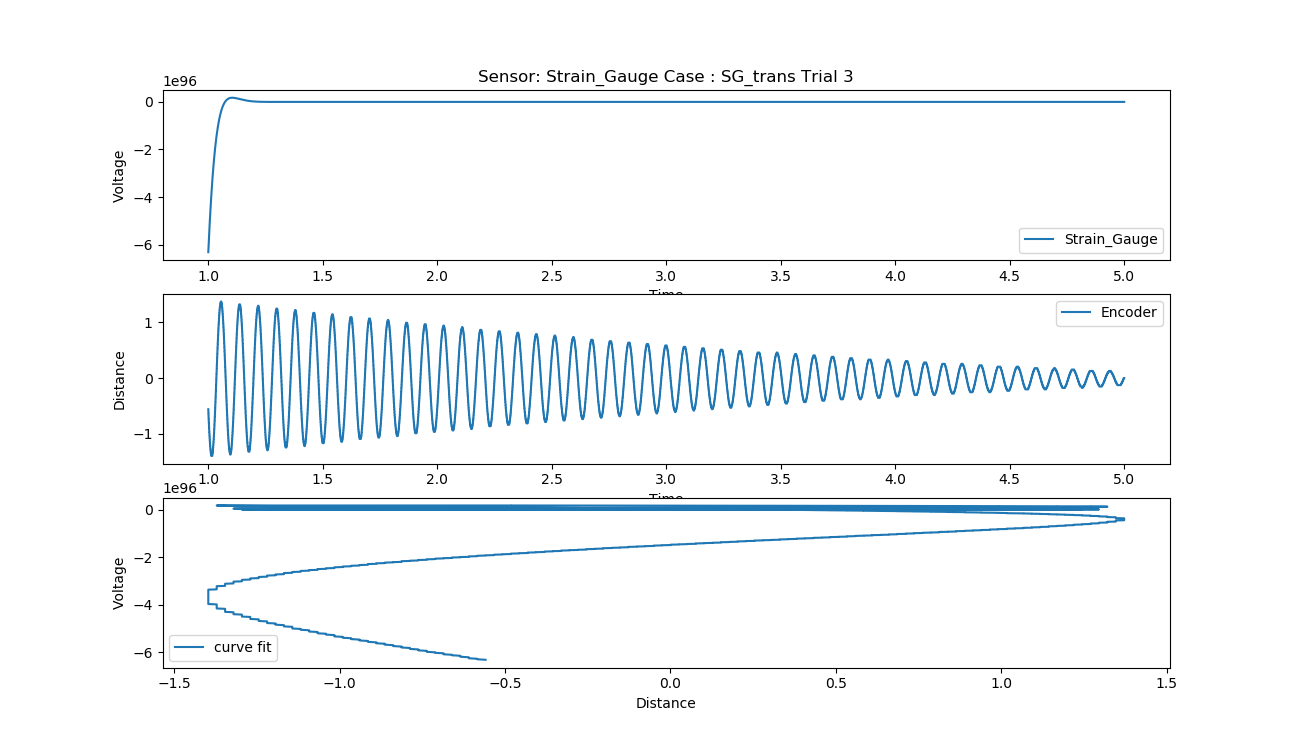 Sensor: Strain_Gauge Case : SG_trans Trial 3
1e96
0
−2
−4
−6
Voltage
Strain_Gauge
1.0 1.5 2.0 2.5 3.0 3.5 4.0 4.5 5.0
Time
1
0
−1
Distance
Encoder
1.0 1.5 2.0 2.5 3.0 3.5 4.0 4.5 5.0
Time
1e96
0
−2
−4
−6
Voltage
curve fit
−1.5 −1.0 −0.5 0.0 0.5 1.0 1.5
Distance